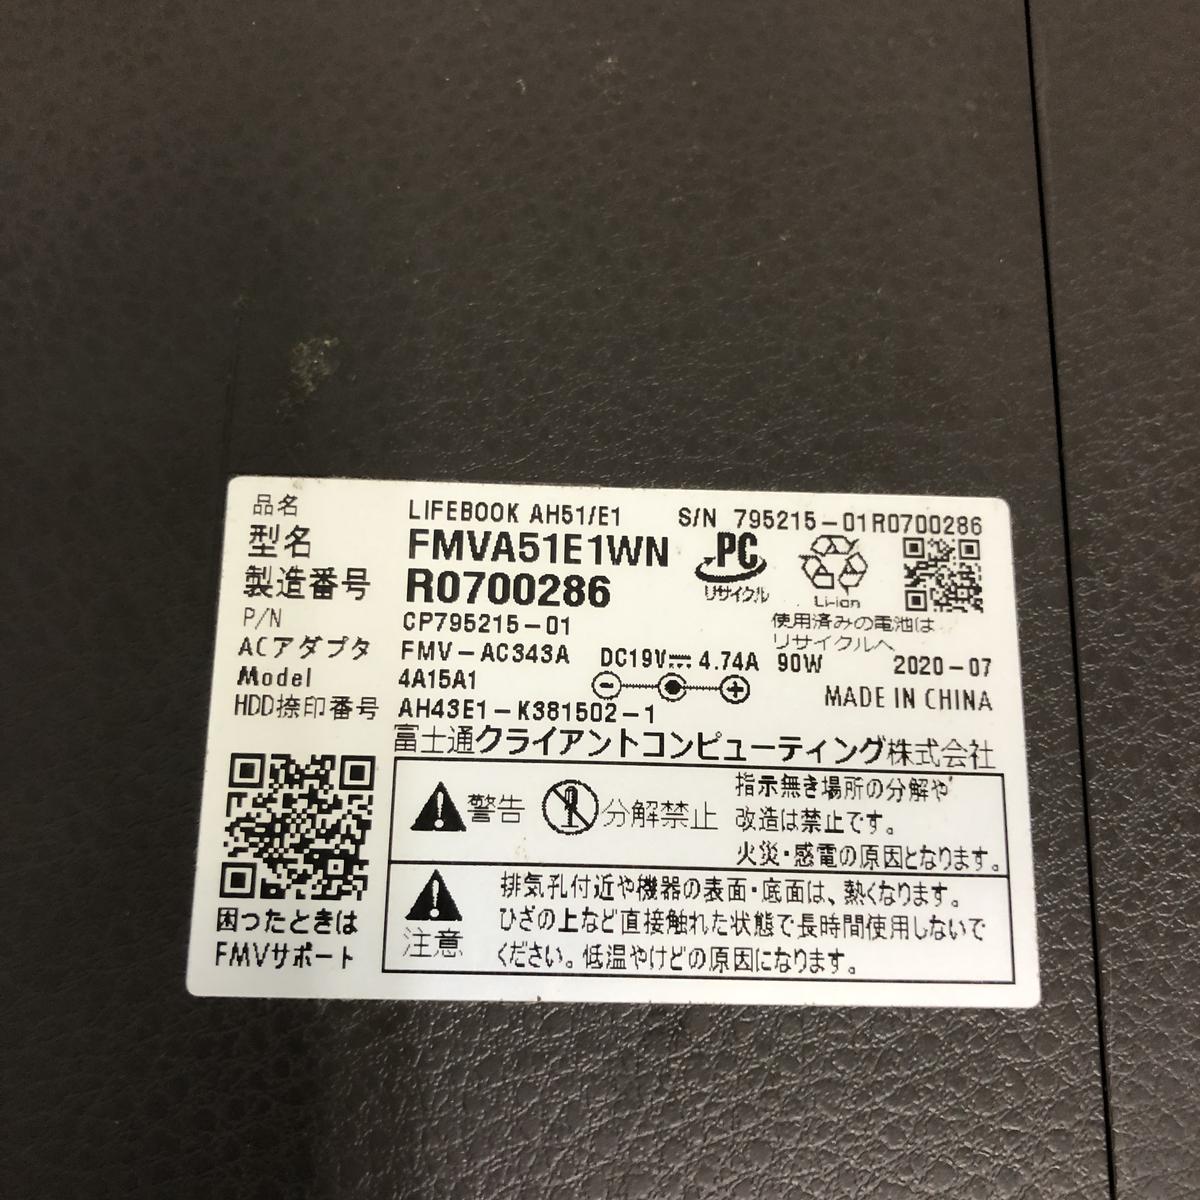 品名 LIFEBOOK AH51/E1 S/N 795215-01R0700286
型名 FMVA51E1WN
製造番号 R0700286
PC
リサイクル
Li-ion
使用済みの電池は
リサイクルへ
P/N CP795215-01
ACアダプタ FMV-AC343A DC19V⎓ 4.74A 90W 2020-07
Model 4A15A1
MADE IN CHINA
HDD捺印番号 AH43E1-K381502-1
富士通クライアントコンピューティング株式会社
警告 分解禁止
指示無き場所の分解や
改造は禁止です。
火災・感電の原因となります。
注意
排気孔付近や機器の表面・底面は、熱くなります。
ひざの上など直接触れた状態で長時間使用しないで
ください。低温やけどの原因になります。
困ったときは
FMVサポート